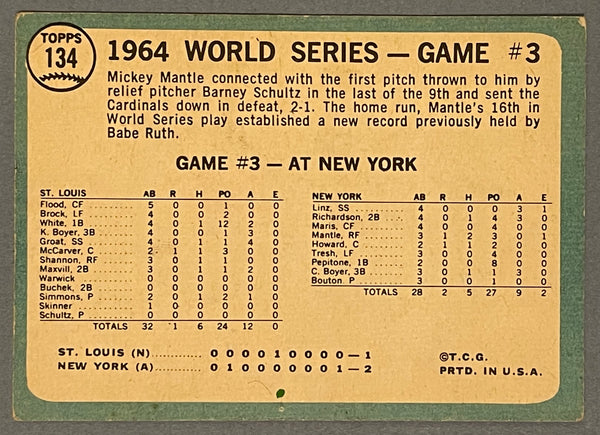 TOPPS
134
1964 WORLD SERIES — GAME #3
Mickey Mantle connected with the first pitch thrown to him by
relief pitcher Barney Schultz in the last of the 9th and sent the
Cardinals down in defeat, 2-1. The home run, Mantle's 16th in
World Series play established a new record previously held by
Babe Ruth.
GAME #3 — AT NEW YORK
ST. LOUIS AB R H PO A E
Flood, CF 5 0 0 1 0 0
Brock, LF 4 0 0 2 0 0
White, 1B 4 0 1 12 2 0
K. Boyer, 3B 4 0 0 1 3 0
Groat, SS 4 0 1 1 4 0
McCarver, C 2 1 1 3 0 0
Shannon, RF 3 0 1 1 0 0
Maxvill, 2B 3 0 1 1 2 0
Warwick 0 0 0 0 0 0
Buchek, 2B 0 0 0 0 0 0
Simmons, P 2 0 1 2 1 0
Skinner 1 0 0 0 0 0
Schultz, P 0 0 0 0 0 0
TOTALS 32 1 6 24 12 0
NEW YORK AB R H PO A E
Linz, SS 4 0 0 0 3 1
Richardson, 2B 4 0 1 3 1 0
Maris, CF 4 0 0 4 0 0
Mantle, RF 3 1 2 3 0 1
Howard, C 2 1 1 2 0 0
Tresh, LF 3 0 0 4 0 0
Pepitone, 1B 2 0 0 8 0 0
C. Boyer, 3B 3 0 1 1 3 0
Bouton, P 3 0 0 1 0 0
TOTALS 28 2 5 27 9 2
ST. LOUIS (N) 0 0 0 0 1 0 0 0 0 — 1
NEW YORK (A) 0 1 0 0 0 0 0 0 1 — 2
©T.C.G.
PRTD. IN U.S.A.